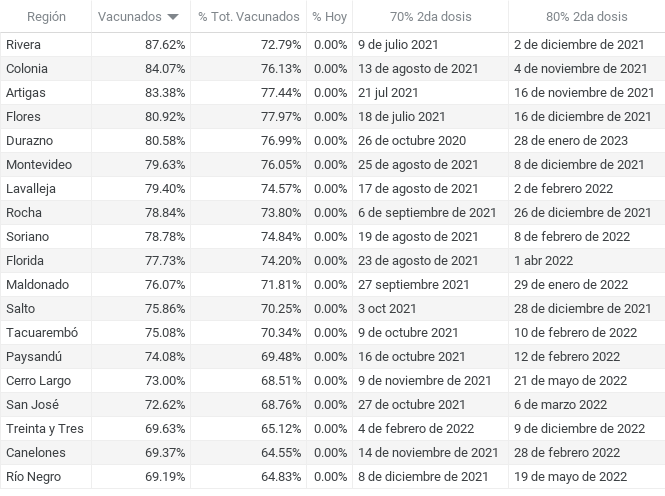 Región Vacunados % Tot. Vacunados % Hoy 70% 2da dosis 80% 2da dosis
Rivera 87.62% 72.79% 0.00% 9 de julio 2021 2 de diciembre de 2021
Colonia 84.07% 76.13% 0.00% 13 de agosto de 2021 4 de noviembre de 2021
Artigas 83.38% 77.44% 0.00% 21 jul 2021 16 de noviembre de 2021
Flores 80.92% 77.97% 0.00% 18 de julio 2021 16 de diciembre de 2021
Durazno 80.58% 76.99% 0.00% 26 de octubre 2020 28 de enero de 2023
Montevideo 79.63% 76.05% 0.00% 25 de agosto de 2021 8 de diciembre de 2021
Lavalleja 79.40% 74.57% 0.00% 17 de agosto de 2021 2 de febrero 2022
Rocha 78.84% 73.80% 0.00% 6 de septiembre de 2021 26 de diciembre de 2021
Soriano 78.78% 74.84% 0.00% 19 de agosto de 2021 8 de febrero de 2022
Florida 77.73% 74.20% 0.00% 23 de agosto de 2021 1 abr 2022
Maldonado 76.07% 71.81% 0.00% 27 septiembre 2021 29 de enero de 2022
Salto 75.86% 70.25% 0.00% 3 oct 2021 28 de diciembre de 2021
Tacuarembó 75.08% 70.34% 0.00% 9 de octubre 2021 10 de febrero de 2022
Paysandú 74.08% 69.48% 0.00% 16 de octubre 2021 12 de febrero 2022
Cerro Largo 73.00% 68.51% 0.00% 9 de noviembre de 2021 21 de mayo de 2022
San José 72.62% 68.76% 0.00% 27 de octubre 2021 6 de marzo 2022
Treinta y Tres 69.63% 65.12% 0.00% 4 de febrero de 2022 9 de diciembre de 2022
Canelones 69.37% 64.55% 0.00% 14 de noviembre de 2021 28 de febrero 2022
Río Negro 69.19% 64.83% 0.00% 8 de diciembre de 2021 19 de mayo de 2022